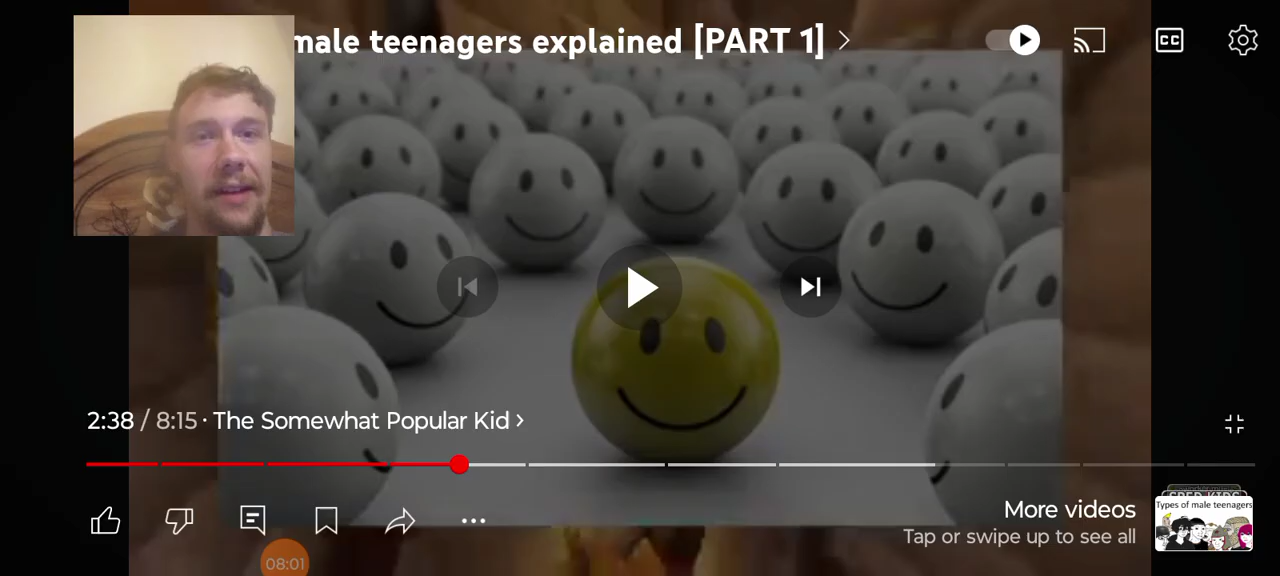 male teenagers explained [PART 1]
CC
2:38 / 8:15 · The Somewhat Popular Kid
More videos
Tap or swipe up to see all
Types of male teenagers
08:01